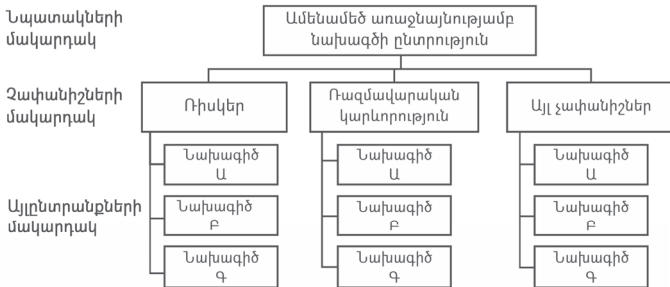 Նպատակների
մակարդակ
Ամենամեծ առաջնայնությամբ
նախագծի ընտրություն
Չափանիշների
մակարդակ
Ռիսկեր
Ռազմավարական
կարևորություն
Այլ չափանիշներ
Այլընտրանքների
մակարդակ
Նախագիծ
Ա
Նախագիծ
Բ
Նախագիծ
Գ
Նախագիծ
Ա
Նախագիծ
Բ
Նախագիծ
Գ
Նախագիծ
Ա
Նախագիծ
Բ
Նախագիծ
Գ